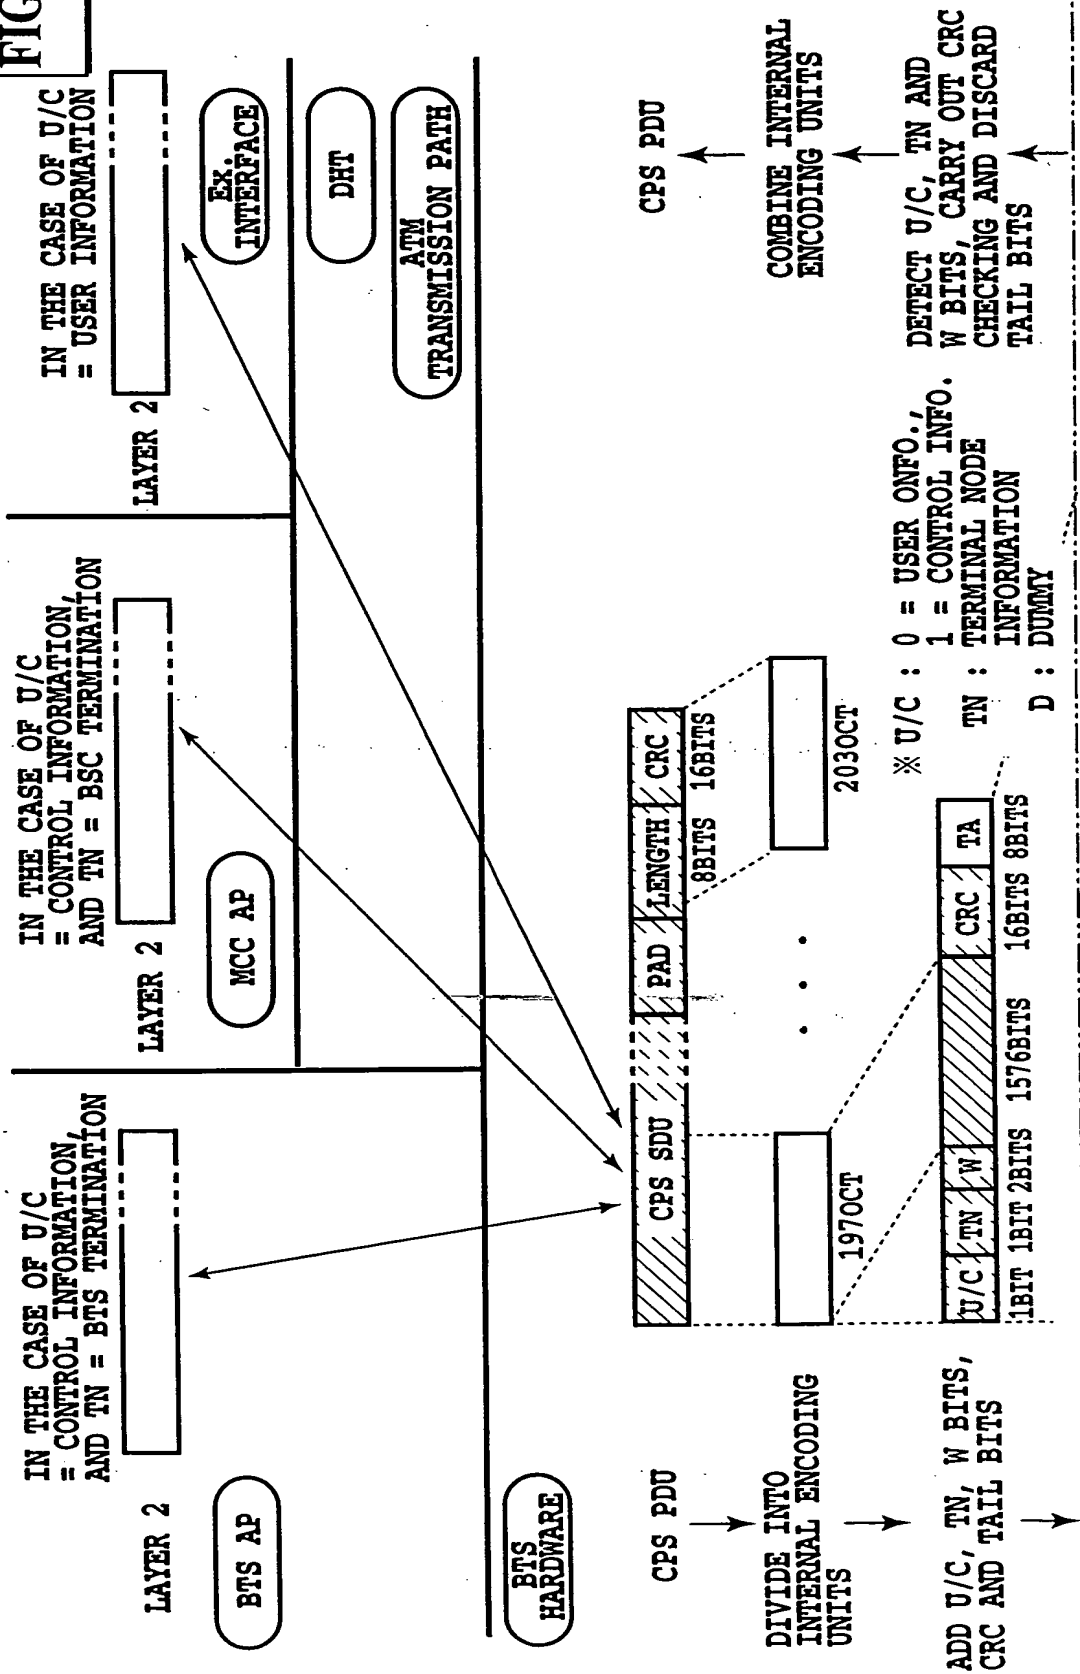 FIG
IN THE CASE OF U/C
= CONTROL INFORMATION,
AND TN = BTS TERMINATION
LAYER 2
BTS AP
IN THE CASE OF U/C
= CONTROL INFORMATION,
AND TN = BSC TERMINATION
LAYER 2
MCC AP
IN THE CASE OF U/C
= USER INFORMATION
LAYER 2
Ex.
INTERFACE
DHT
ATM
TRANSMISSION PATH
BTS
HARDWARE
CPS PDU
DIVIDE INTO
INTERNAL ENCODING
UNITS
ADD U/C, TN, W BITS,
CRC AND TAIL BITS
CPS SDU PAD LENGTH CRC
8BITS 16BITS
197OCT
203OCT
U/C TN W CRC TA
1BIT 1BIT 2BITS 1576BITS 16BITS 8BITS
CPS PDU
COMBINE INTERNAL
ENCODING UNITS
DETECT U/C, TN AND
W BITS, CARRY OUT CRC
CHECKING AND DISCARD
TAIL BITS
※ U/C : 0 = USER ONFO.,
1 = CONTROL INFO.
TN : TERMINAL NODE
INFORMATION
D : DUMMY